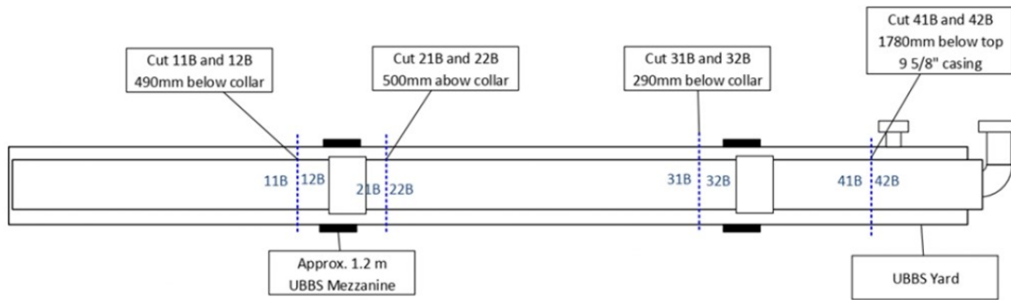 Cut 11B and 12B
490mm below collar
Cut 21B and 22B
500mm abow collar
Cut 31B and 32B
290mm below collar
Cut 41B and 42B
1780mm below top
9 5/8" casing
11B
12B
21B
22B
31B
32B
41B
42B
Approx. 1.2 m
UBBS Mezzanine
UBBS Yard